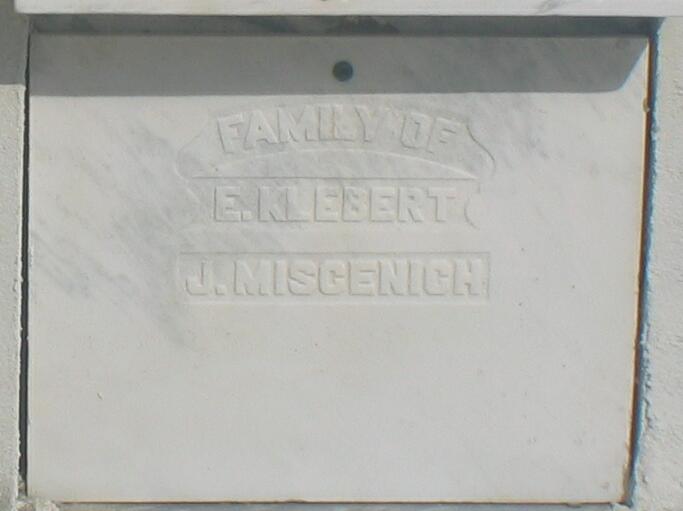 FAMILY OF
E. KLEBERT
J. MISCENICH